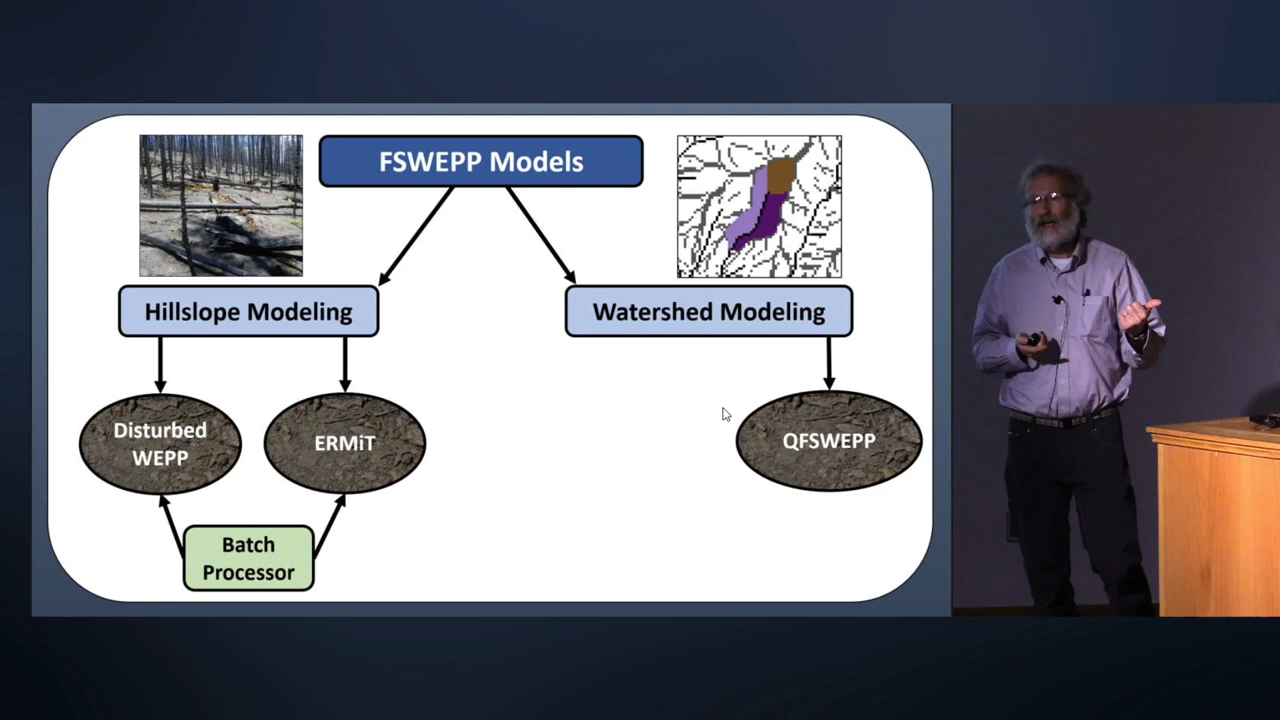 FSWEPP Models
Hillslope Modeling
Watershed Modeling
Disturbed
WEPP
ERMiT
QFSWEPP
Batch
Processor